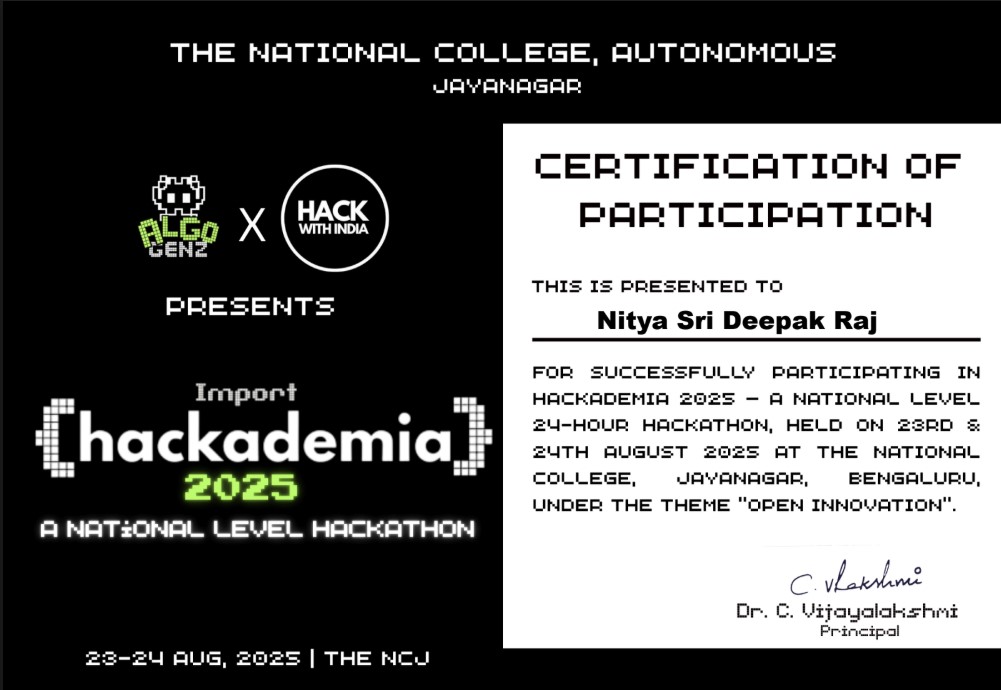 THE NATIONAL COLLEGE, AUTONOMOUS
JAYANAGAR
ALGO
GENZ
X
HACK
WITH INDIA
PRESENTS
Import
{hackademia}
2025
A NATiONAL LEVEL HACKATHON
23-24 AUG, 2025 | THE NCJ
CERTIFICATION OF
PARTICIPATION
THIS IS PRESENTED TO
Nitya Sri Deepak Raj
FOR SUCCESSFULLY PARTICIPATING IN
HACKADEMIA 2025 – A NATIONAL LEVEL
24-HOUR HACKATHON, HELD ON 23RD &
24TH AUGUST 2025 AT THE NATIONAL
COLLEGE, JAYANAGAR, BENGALURU,
UNDER THE THEME "OPEN INNOVATION".
Dr. C. Vijayalakshmi
Principal